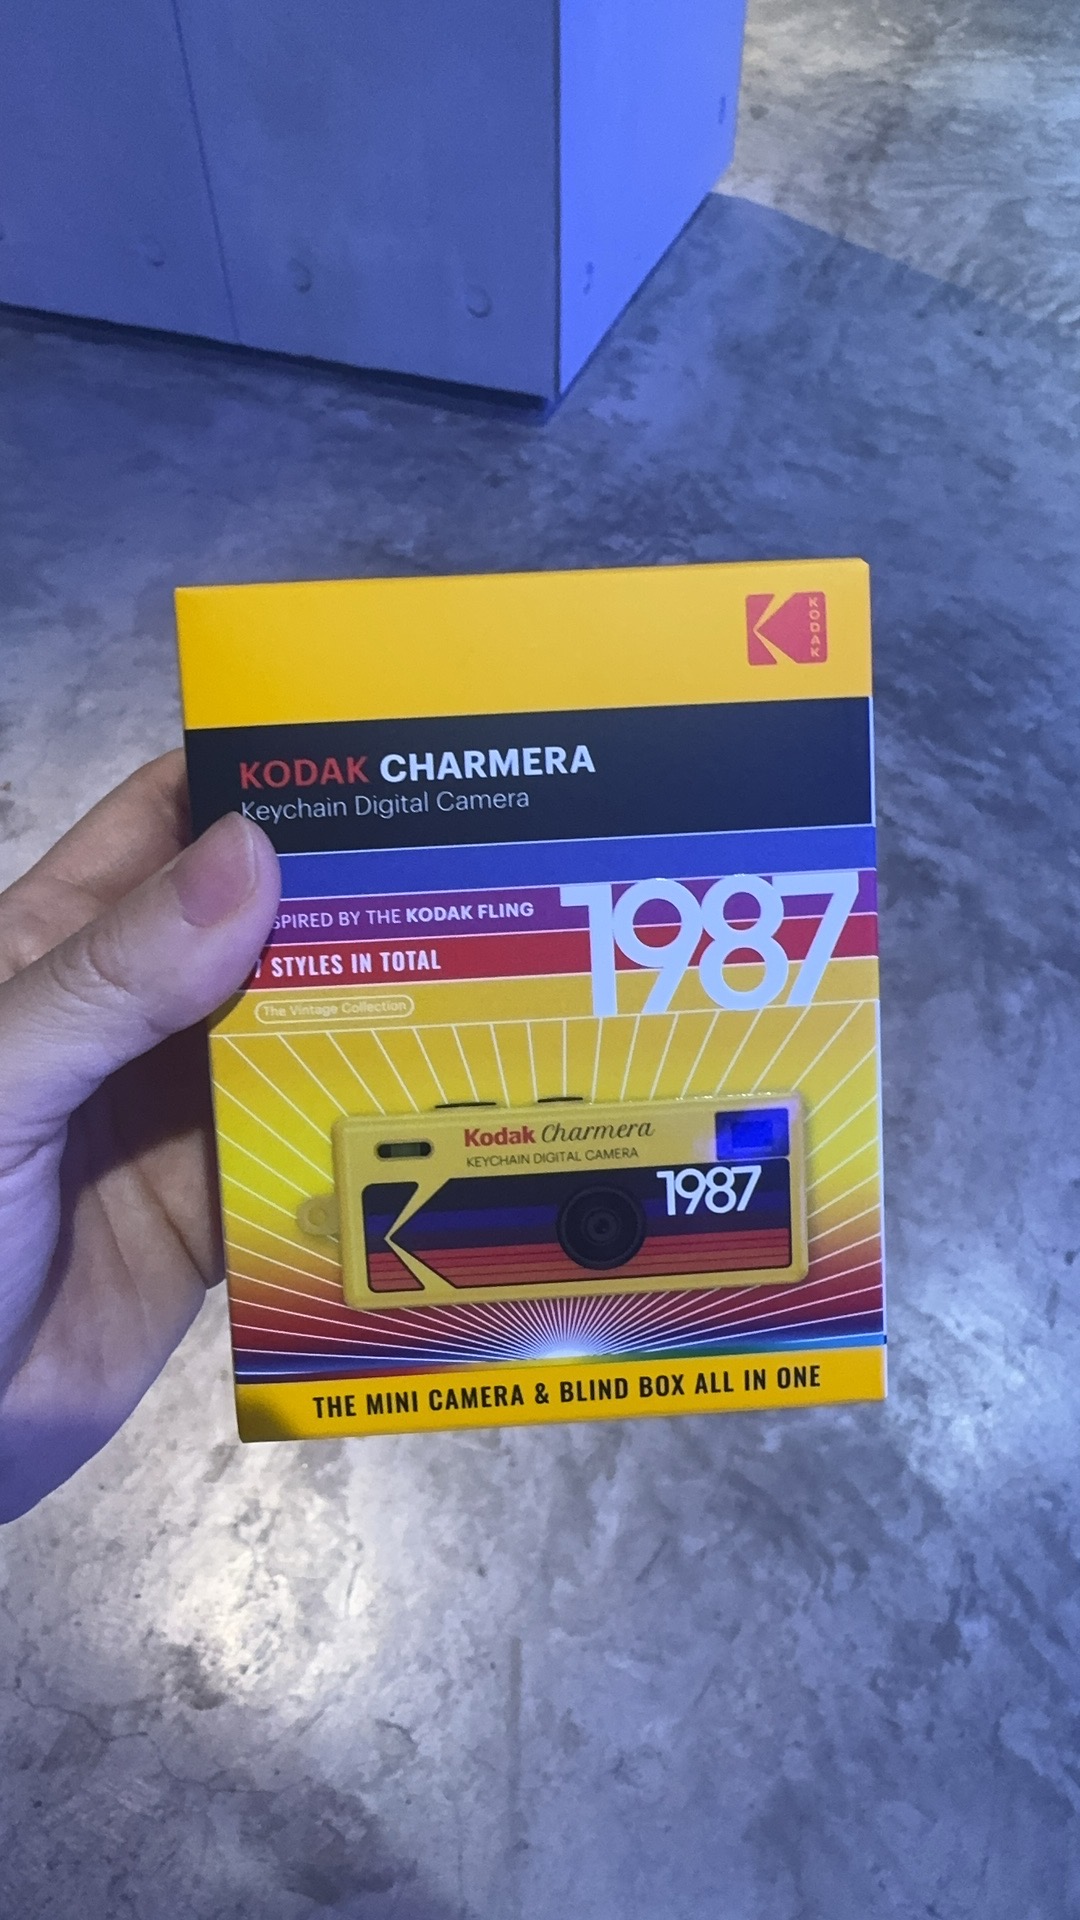 KODAK
KODAK CHARMERA
Keychain Digital Camera
SPIRED BY THE KODAK FLING
1987
STYLES IN TOTAL
The Vintage Collection
Kodak Charmera
KEYCHAIN DIGITAL CAMERA
1987
THE MINI CAMERA & BLIND BOX ALL IN ONE